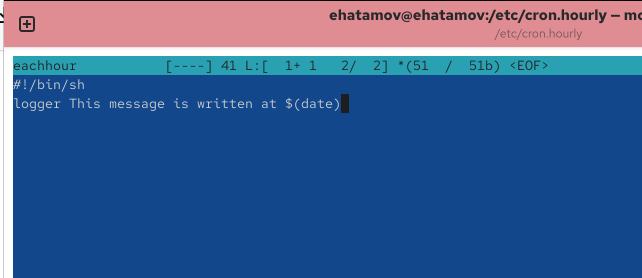 ehatamov@ehatamov:/etc/cron.hourly — mc
/etc/cron.hourly
eachhour [----] 41 L:[ 1+ 1 2/ 2] *(51 / 51b) <EOF>
#!/bin/sh
logger This message is written at $(date)